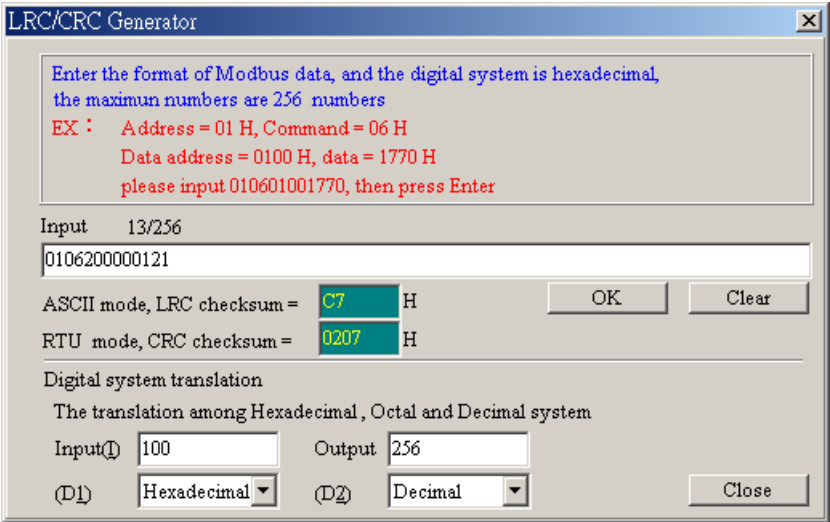 LRC/CRC Generator
Enter the format of Modbus data, and the digital system is hexadecimal,
the maximun numbers are 256 numbers
EX： Address = 01 H, Command = 06 H
Data address = 0100 H, data = 1770 H
please input 010601001770, then press Enter
Input 13/256
0106200000121
ASCII mode, LRC checksum = C7 H OK Clear
RTU mode, CRC checksum = 0207 H
Digital system translation
The translation among Hexadecimal , Octal and Decimal system
Input(I) 100 Output 256
(D1) Hexadecimal (D2) Decimal Close